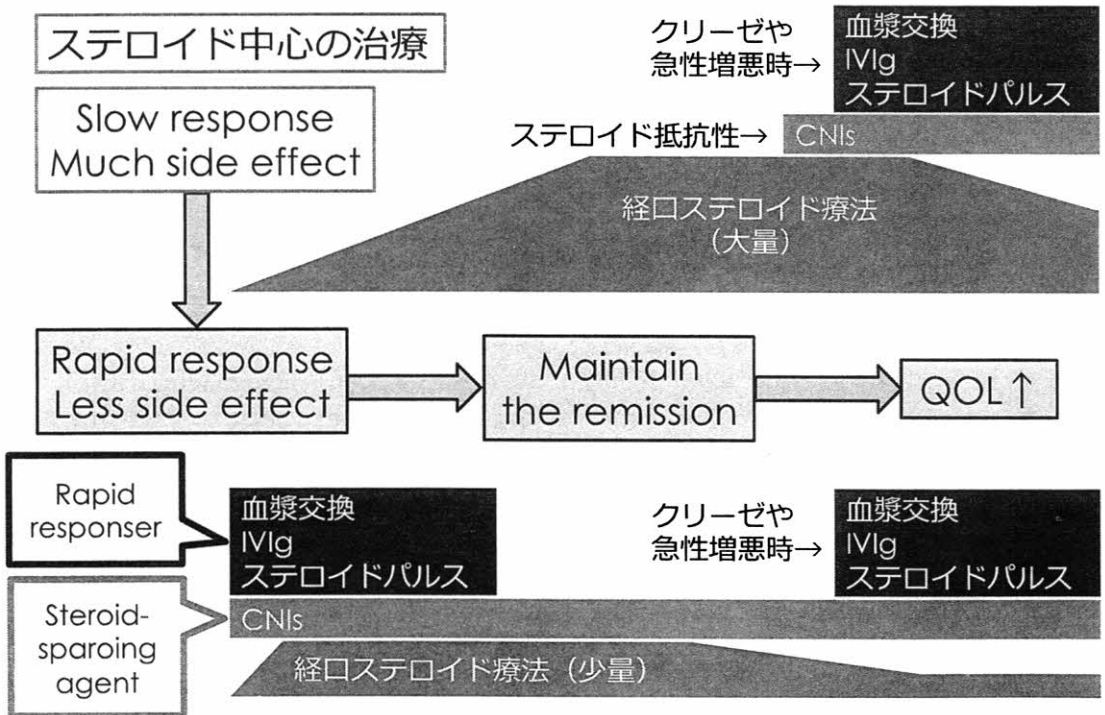 ステロイド中心の治療
Slow response
Much side effect
クリーゼや
急性増悪時→
血漿交換
IVIg
ステロイドパルス
ステロイド抵抗性→
CNIs
経口ステロイド療法
（大量）
Rapid response
Less side effect
Maintain
the remission
QOL↑
Rapid
responser
血漿交換
IVIg
ステロイドパルス
クリーゼや
急性増悪時→
血漿交換
IVIg
ステロイドパルス
Steroid-
sparoing
agent
CNIs
経口ステロイド療法（少量）